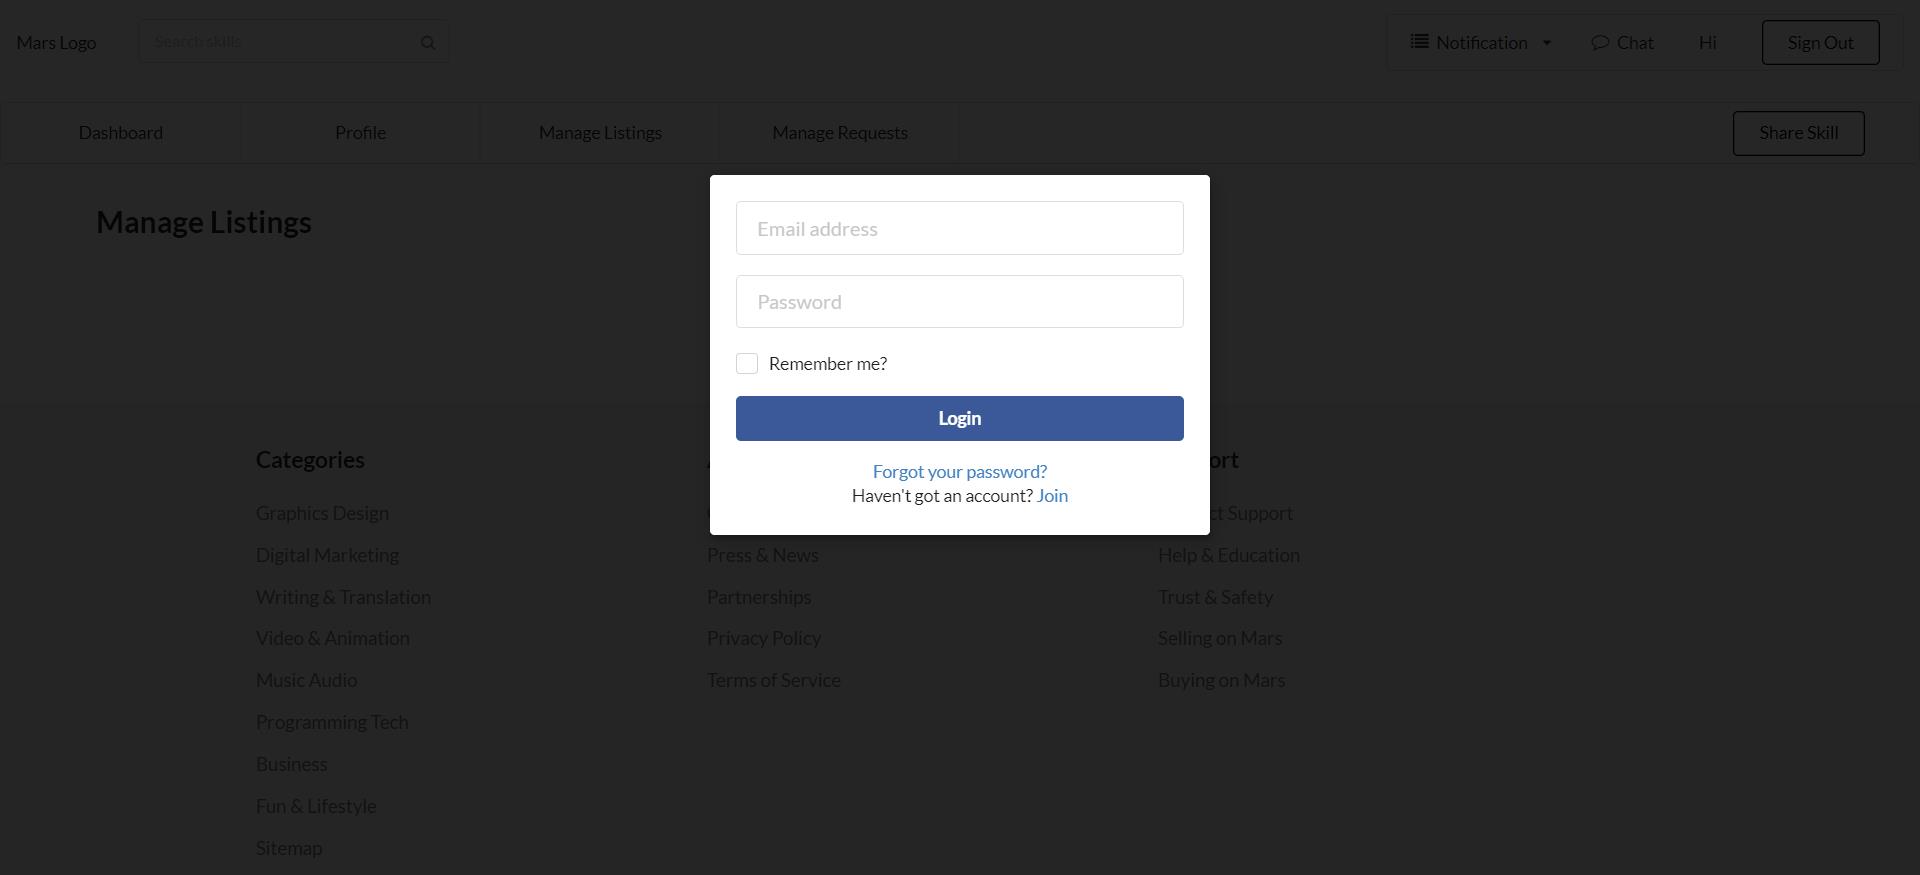 Mars Logo
Search skills
Notification
Chat
Hi
Sign Out
Dashboard
Profile
Manage Listings
Manage Requests
Share Skill
Manage Listings
Email address
Password
Remember me?
Login
Forgot your password?
Haven't got an account? Join
Categories
ort
Graphics Design
ct Support
Digital Marketing
Press & News
Help & Education
Writing & Translation
Partnerships
Trust & Safety
Video & Animation
Privacy Policy
Selling on Mars
Music Audio
Terms of Service
Buying on Mars
Programming Tech
Business
Fun & Lifestyle
Sitemap